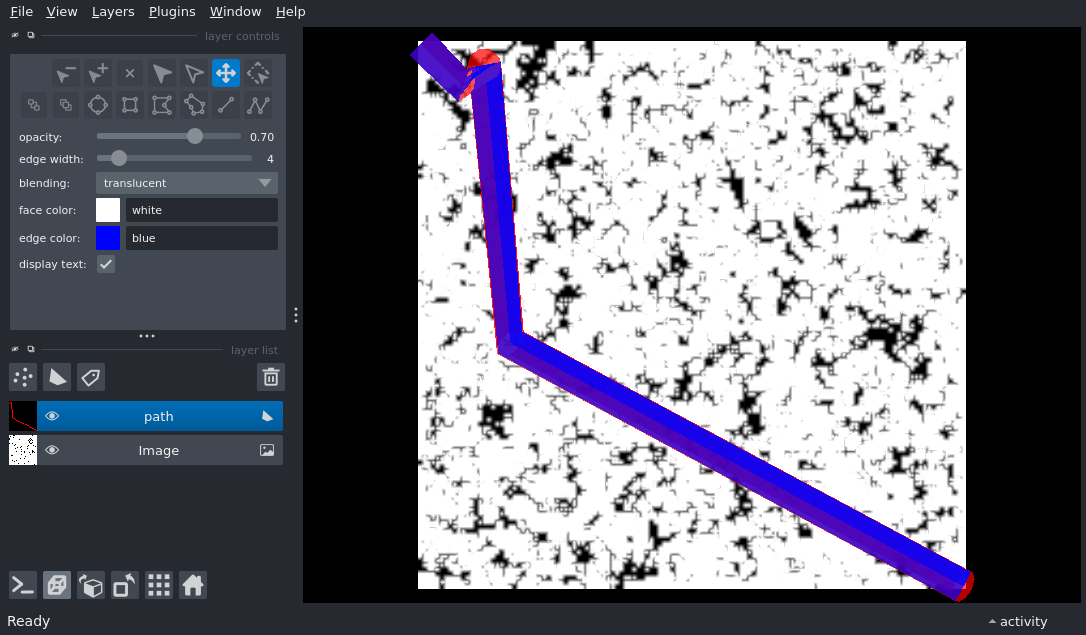 File View Layers Plugins Window Help
layer controls
opacity: 0.70
edge width: 4
blending: translucent
face color: white
edge color: blue
display text:
layer list
path
Image
Ready
activity